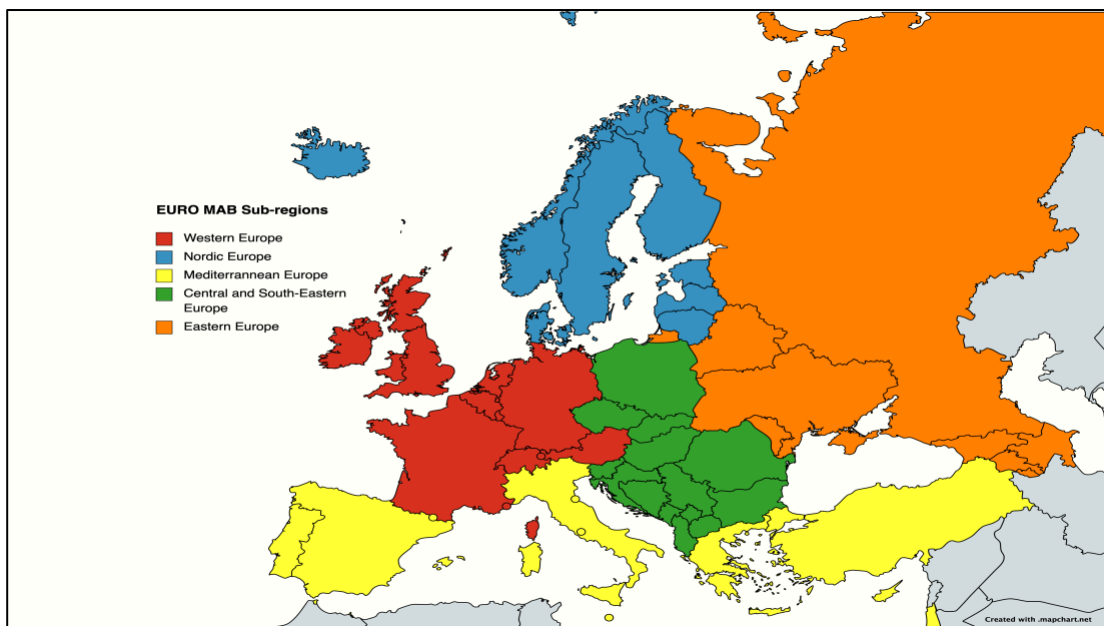 EURO MAB Sub-regions
Western Europe
Nordic Europe
Mediterrannean Europe
Central and South-Eastern
Europe
Eastern Europe
Created with .mapchart.net